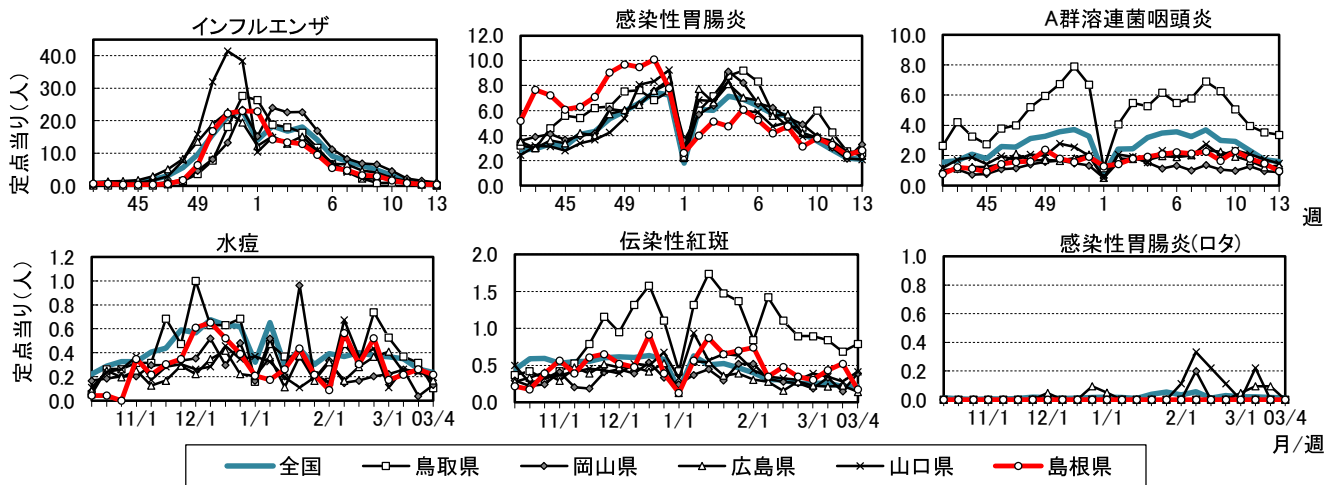 インフルエンザ
定点当り(人)
40.0
30.0
20.0
10.0
0.0
45 49 1 6 10 13
感染性胃腸炎
12.0
10.0
8.0
6.0
4.0
2.0
0.0
45 49 1 6 10 13
A群溶連菌咽頭炎
10.0
8.0
6.0
4.0
2.0
0.0
45 49 1 6 10 13
週
水痘
定点当り(人)
1.2
1.0
0.8
0.6
0.4
0.2
0.0
11/1 12/1 1/1 2/1 3/1 03/4
伝染性紅斑
2.0
1.5
1.0
0.5
0.0
11/1 12/1 1/1 2/1 3/1 03/4
感染性胃腸炎(ロタ)
1.0
0.8
0.6
0.4
0.2
0.0
11/1 12/1 1/1 2/1 3/1 03/4
月/週
全国 鳥取県 岡山県 広島県 山口県 島根県